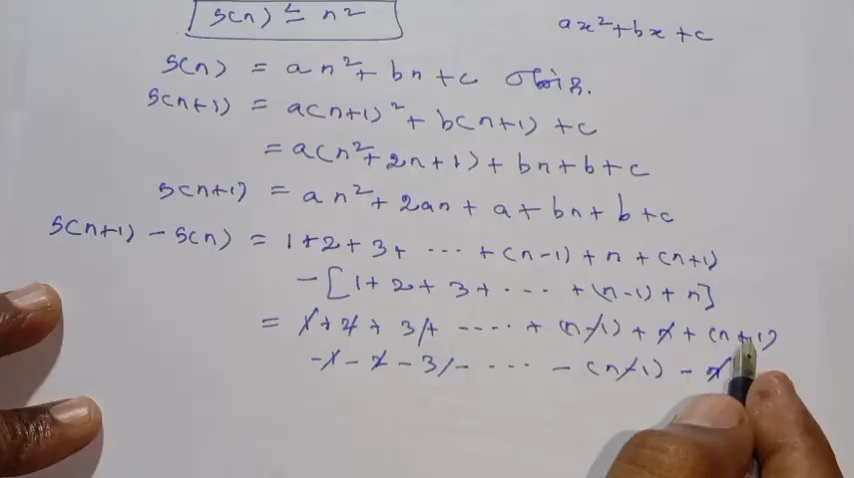 s(n) ≤ n²
ax² + bx + c
s(n) = an² + bn + c
s(n+1) = a(n+1)² + b(n+1) + c
= a(n² + 2n + 1) + bn + b + c
s(n+1) = an² + 2an + a + bn + b + c
s(n+1) - s(n) = 1 + 2 + 3 + ... + (n-1) + n + (n+1)
- [1 + 2 + 3 + .... + (n-1) + n]
= 1 + 2 + 3 + .... + (n-1) + n + (n+1)
- 1 - 2 - 3 - .... - (n-1) - n